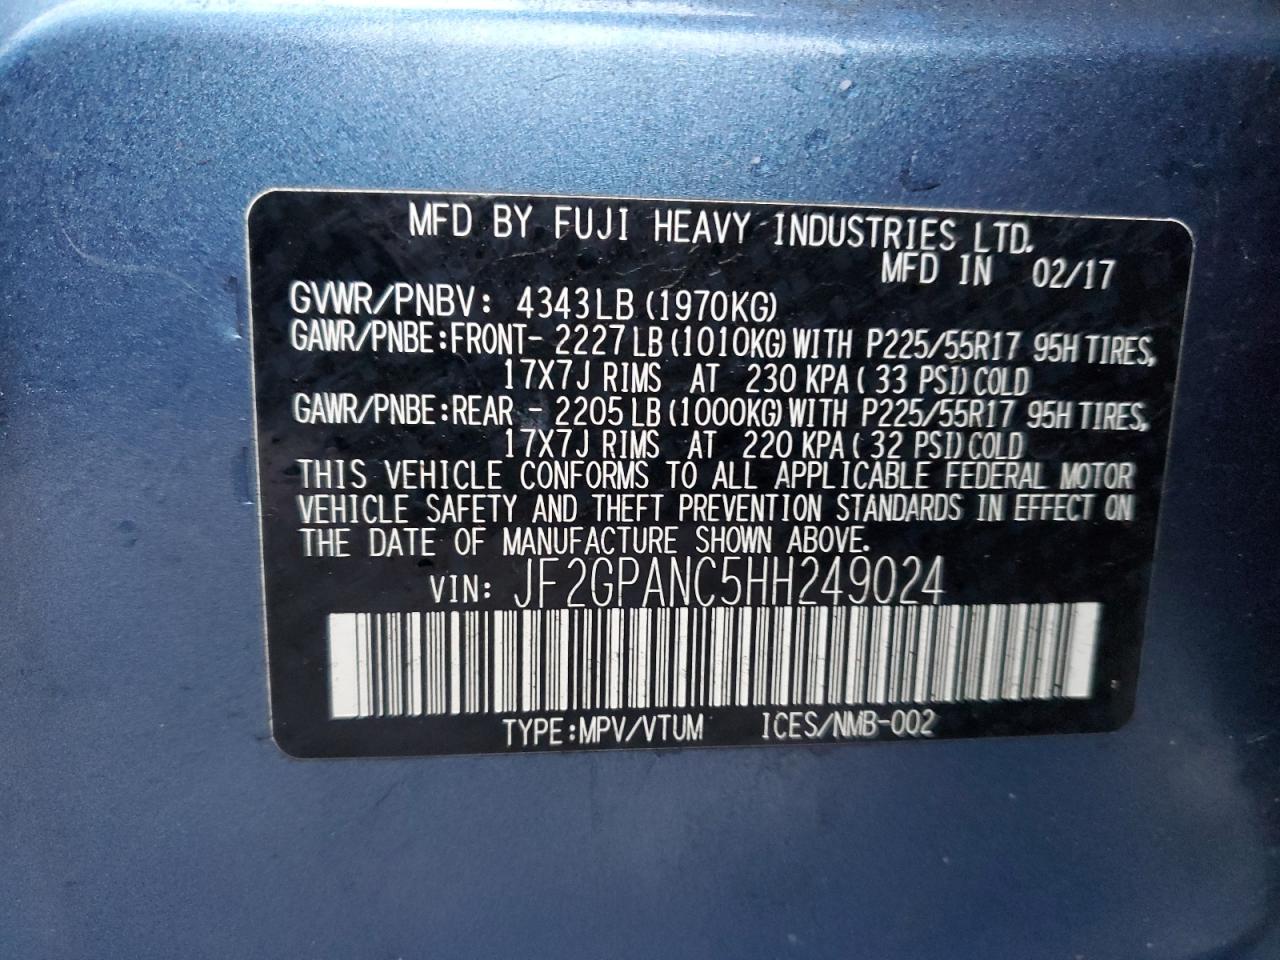 MFD BY FUJI HEAVY INDUSTRIES LTD.
MFD IN 02/17
GVWR/PNBV: 4343LB (1970KG)
GAWR/PNBE:FRONT- 2227 LB (1010KG) WITH P225/55R17 95H TIRES,
17X7J RIMS AT 230 KPA ( 33 PSI) COLD
GAWR/PNBE:REAR - 2205 LB (1000KG) WITH P225/55R17 95H TIRES,
17X7J RIMS AT 220 KPA ( 32 PSI) COLD
THIS VEHICLE CONFORMS TO ALL APPLICABLE FEDERAL MOTOR
VEHICLE SAFETY AND THEFT PREVENTION STANDARDS IN EFFECT ON
THE DATE OF MANUFACTURE SHOWN ABOVE.
VIN: JF2GPANC5HH249024
TYPE:MPV/VTUM ICES/NMB-002